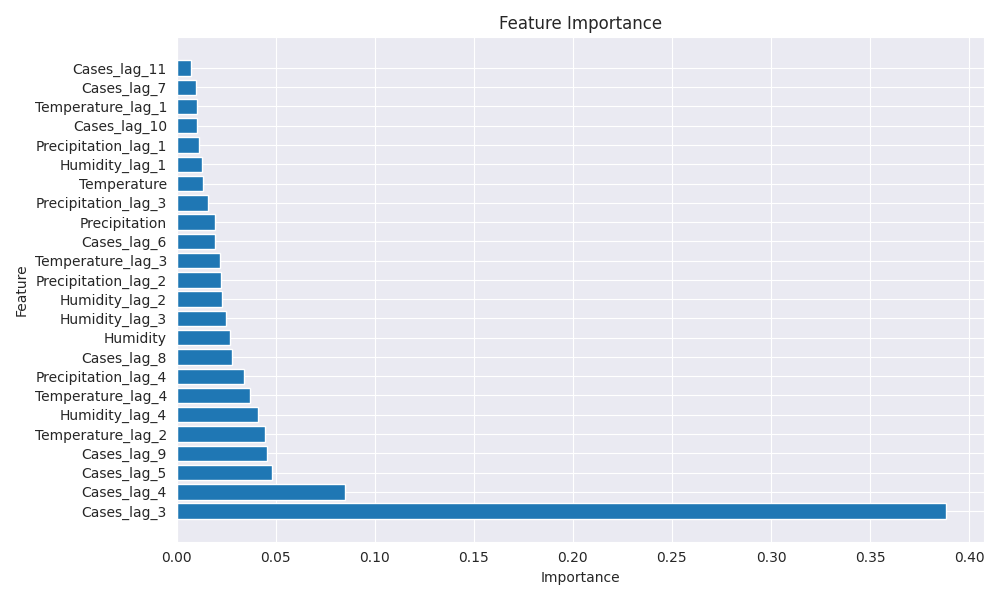 Feature Importance
Cases_lag_11
Cases_lag_7
Temperature_lag_1
Cases_lag_10
Precipitation_lag_1
Humidity_lag_1
Temperature
Precipitation_lag_3
Precipitation
Cases_lag_6
Temperature_lag_3
Precipitation_lag_2
Humidity_lag_2
Humidity_lag_3
Humidity
Cases_lag_8
Precipitation_lag_4
Temperature_lag_4
Humidity_lag_4
Temperature_lag_2
Cases_lag_9
Cases_lag_5
Cases_lag_4
Cases_lag_3
Feature
0.00 0.05 0.10 0.15 0.20 0.25 0.30 0.35 0.40
Importance